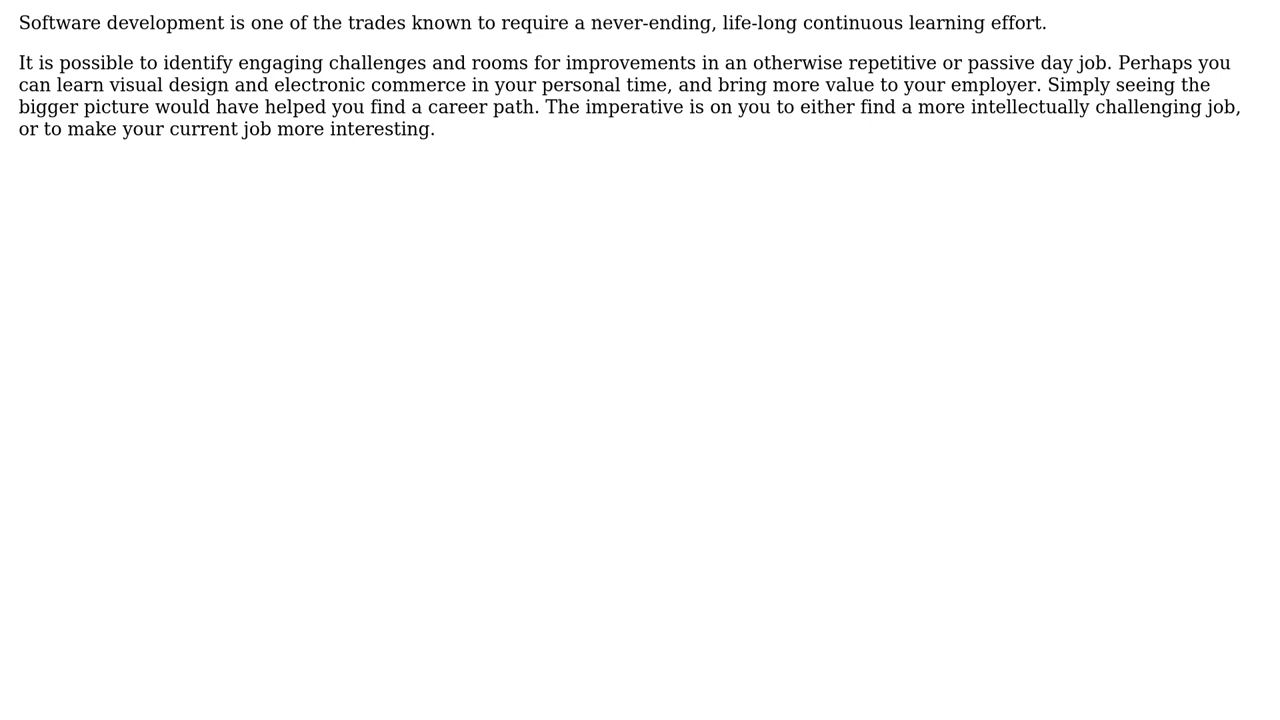 Software development is one of the trades known to require a never-ending, life-long continuous learning effort.
It is possible to identify engaging challenges and rooms for improvements in an otherwise repetitive or passive day job. Perhaps you
can learn visual design and electronic commerce in your personal time, and bring more value to your employer. Simply seeing the
bigger picture would have helped you find a career path. The imperative is on you to either find a more intellectually challenging job,
or to make your current job more interesting.